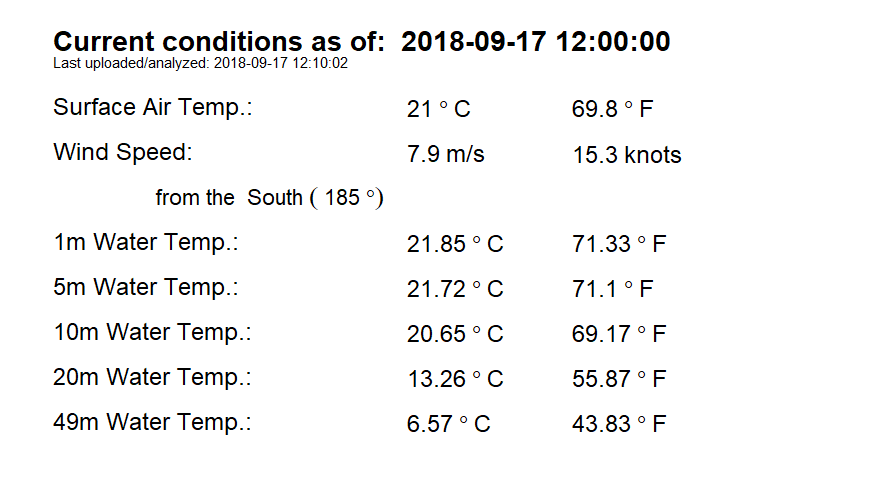 Current conditions as of:  2018-09-17 12:00:00
Last uploaded/analyzed: 2018-09-17 12:10:02
Surface Air Temp.: 21 ° C 69.8 ° F
Wind Speed: 7.9 m/s 15.3 knots
from the  South ( 185 °)
1m Water Temp.: 21.85 ° C 71.33 ° F
5m Water Temp.: 21.72 ° C 71.1 ° F
10m Water Temp.: 20.65 ° C 69.17 ° F
20m Water Temp.: 13.26 ° C 55.87 ° F
49m Water Temp.: 6.57 ° C 43.83 ° F